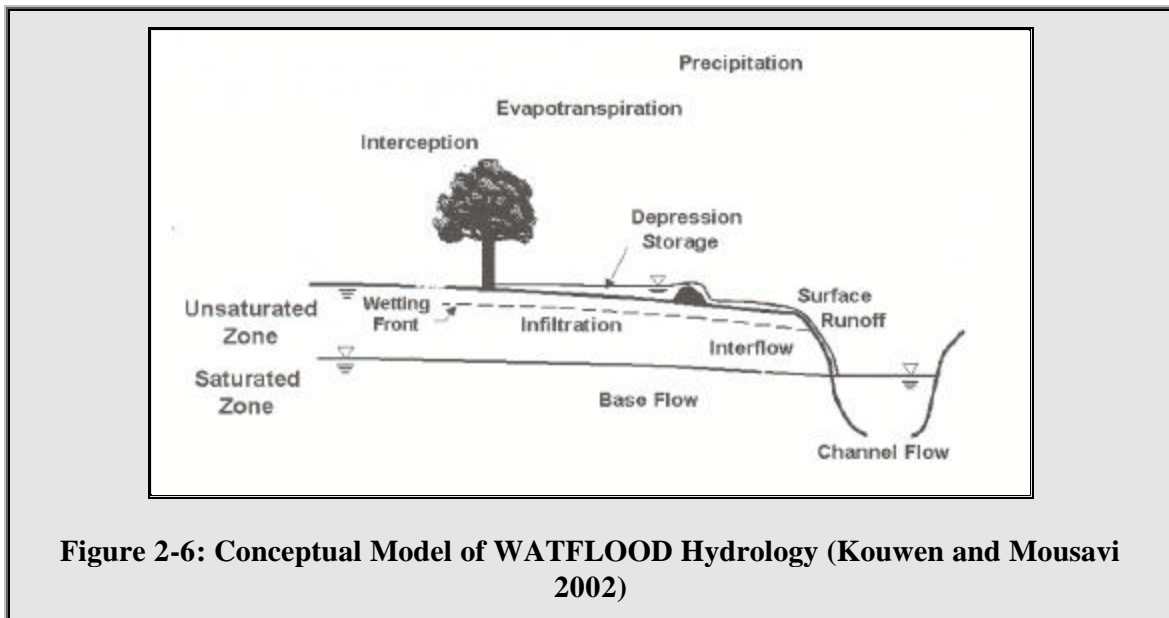 Precipitation
Evapotranspiration
Interception
Depression
Storage
Surface
Runoff
Unsaturated
Zone
Wetting
Front
Infiltration
Interflow
Saturated
Zone
Base Flow
Channel Flow
Figure 2-6: Conceptual Model of WATFLOOD Hydrology (Kouwen and Mousavi
2002)